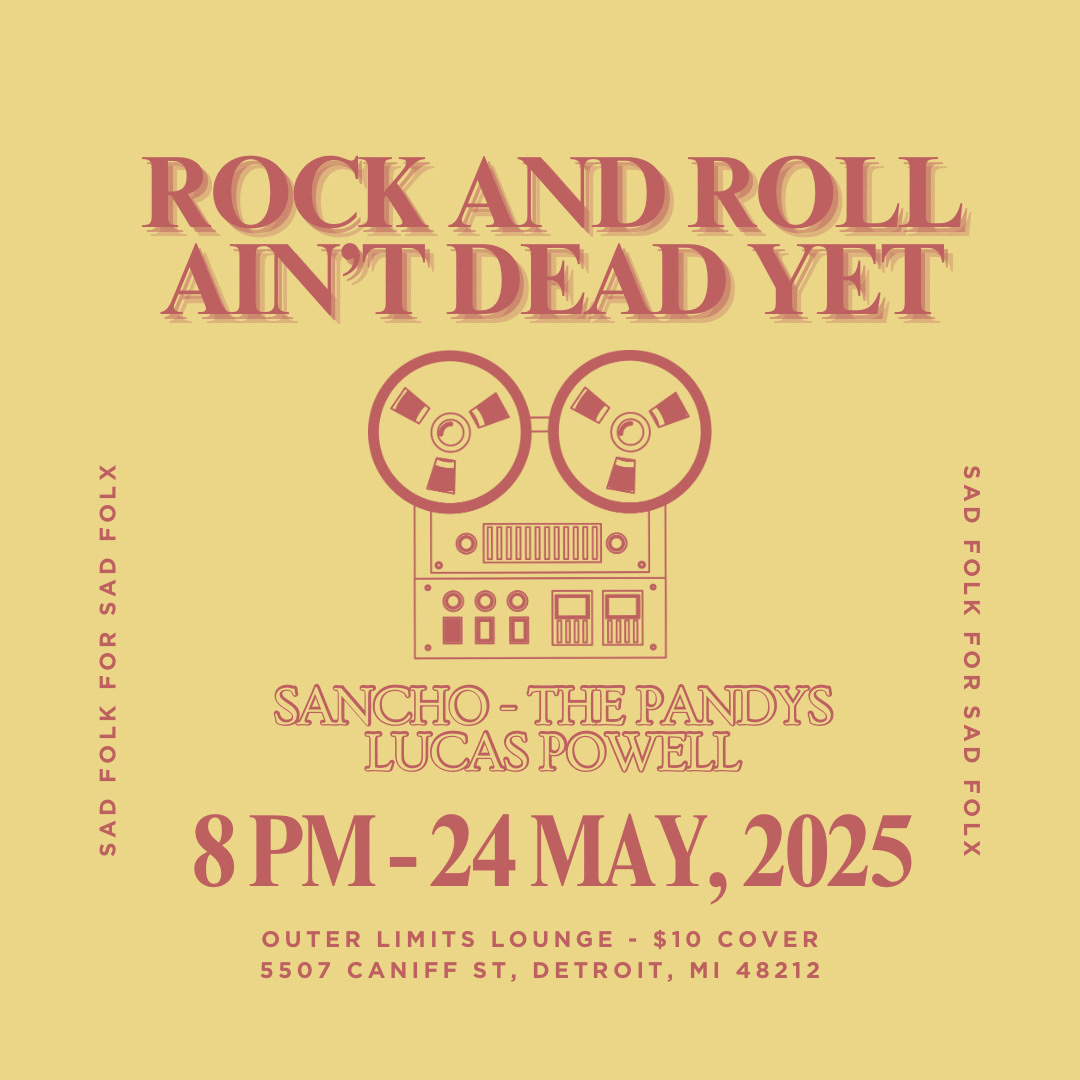 ROCK AND ROLL
AIN’T DEAD YET
SAD FOLK FOR SAD FOLX
SAD FOLK FOR SAD FOLX
SANCHO - THE PANDYS
LUCAS POWELL
8 PM - 24 MAY, 2025
OUTER LIMITS LOUNGE - $10 COVER
5507 CANIFF ST, DETROIT, MI 48212